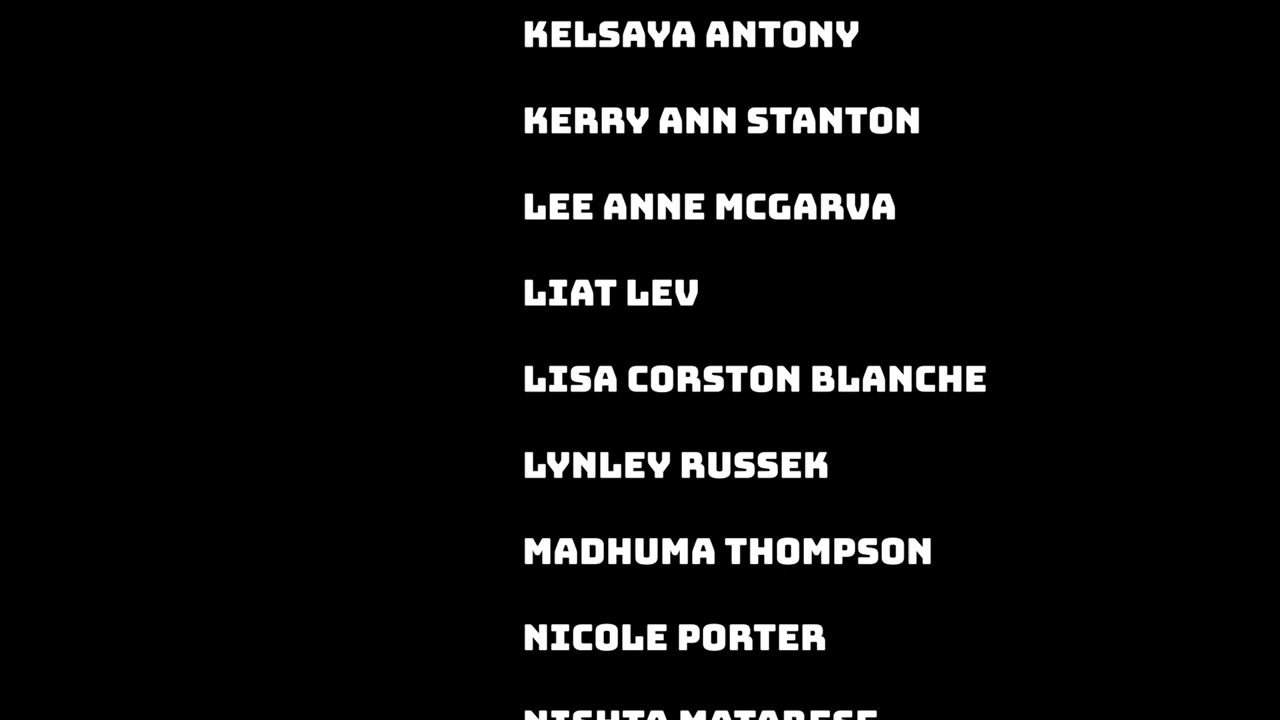 KELSAYA ANTONY
KERRY ANN STANTON
LEE ANNE MCGARVA
LIAT LEV
LISA CORSTON BLANCHE
LYNLEY RUSSEK
MADHUMA THOMPSON
NICOLE PORTER